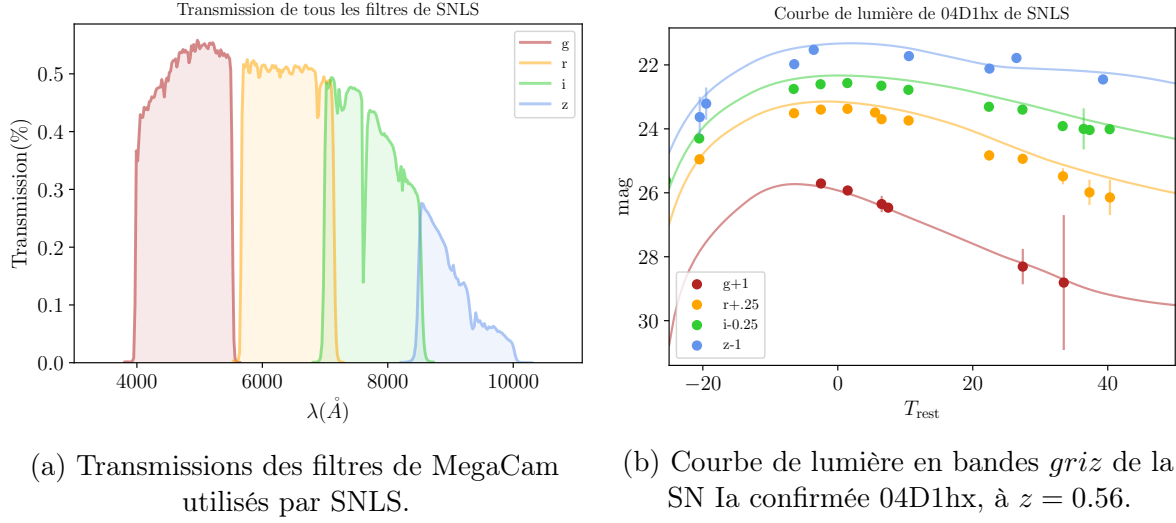 Transmission de tous les filtres de SNLS
Transmission(%)
0.5
0.4
0.3
0.2
0.1
0.0
4000
6000
8000
10000
λ(Å)
g
r
i
z
Courbe de lumière de 04D1hx de SNLS
mag
22
24
26
28
30
−20
0
20
40
T_rest
g+1
r+.25
i-0.25
z-1
(a) Transmissions des filtres de MegaCam
utilisés par SNLS.
(b) Courbe de lumière en bandes griz de la
SN Ia confirmée 04D1hx, à z = 0.56.